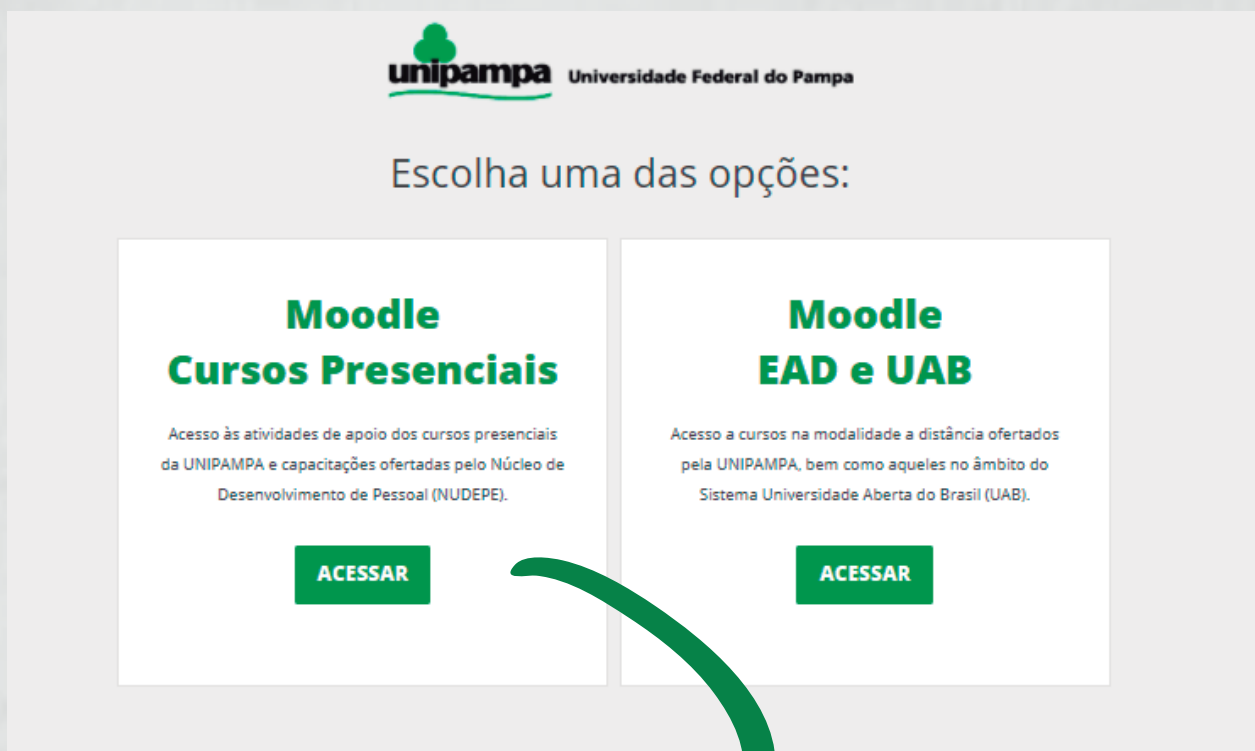 unipampa Universidade Federal do Pampa
Escolha uma das opções:
Moodle
Cursos Presenciais
Acesso às atividades de apoio dos cursos presenciais
da UNIPAMPA e capacitações ofertadas pelo Núcleo de
Desenvolvimento de Pessoal (NUDEPE).
ACESSAR
Moodle
EAD e UAB
Acesso a cursos na modalidade a distância ofertados
pela UNIPAMPA, bem como aqueles no âmbito do
Sistema Universidade Aberta do Brasil (UAB).
ACESSAR